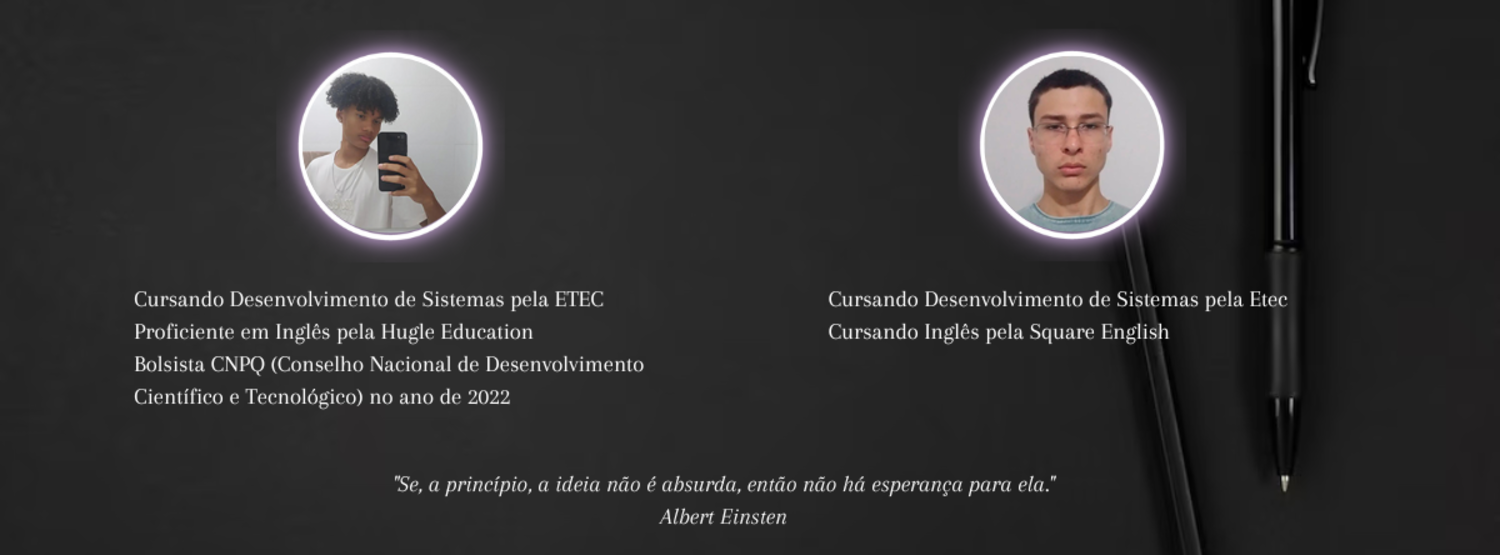 Cursando Desenvolvimento de Sistemas pela ETEC
Proficiente em Inglês pela Hugle Education
Bolsista CNPQ (Conselho Nacional de Desenvolvimento
Científico e Tecnológico) no ano de 2022
Cursando Desenvolvimento de Sistemas pela Etec
Cursando Inglês pela Square English
"Se, a princípio, a ideia não é absurda, então não há esperança para ela."
Albert Einsten